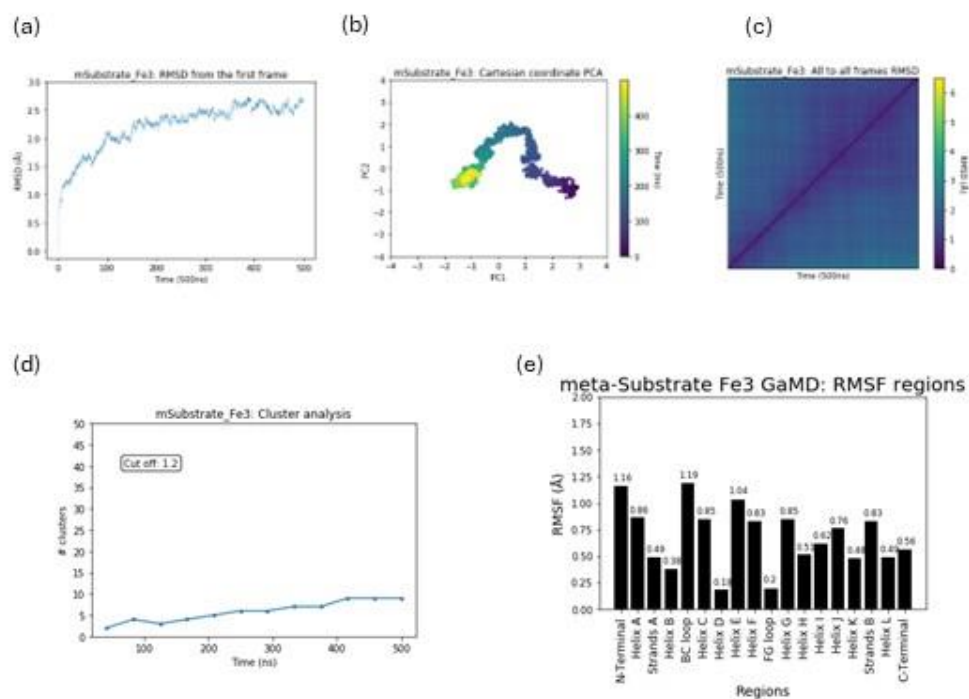 (a)
mSubstrate_Fe3: RMSD from the first frame
3.0
2.5
2.0
1.5
1.0
0.5
0.0
RMSD (Å)
0 100 200 300 400 500
Time (500ns)
(b)
mSubstrate_Fe3: Cartesian coordinate PCA
4
3
2
1
0
−1
−2
−3
−4
PC2
−4 −3 −2 −1 0 1 2 3 4
PC1
400
300
200
100
0
Time (ns)
(c)
mSubstrate_Fe3: All to all frames RMSD
Time (500ns)
Time (500ns)
6
5
4
3
2
1
0
RMSD (Å)
(d)
mSubstrate_Fe3: Cluster analysis
50
45
40
35
30
25
20
15
10
5
0
# clusters
Cut off: 1.2
100 200 300 400 500
Time (ns)
(e)
meta-Substrate Fe3 GaMD: RMSF regions
2.00
1.75
1.50
1.25
1.00
0.75
0.50
0.25
0.00
RMSF (Å)
1.16
0.86
0.49
0.38
1.19
0.85
0.18
1.04
0.83
0.2
0.85
0.51
0.62
0.76
0.48
0.83
0.49
0.56
N-Terminal
Helix A
Strands A
Helix B
BC loop
Helix C
Helix D
Helix E
Helix F
FG loop
Helix G
Helix H
Helix I
Helix J
Helix K
Strands B
Helix L
C-Terminal
Regions